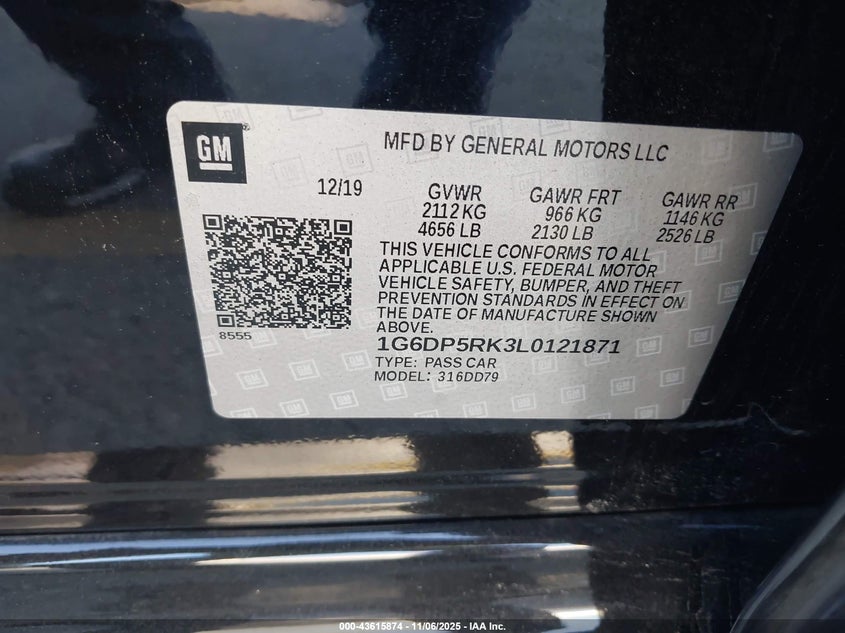 GM
MFD BY GENERAL MOTORS LLC
12/19
GVWR
2112 KG
4656 LB
GAWR FRT
966 KG
2130 LB
GAWR RR
1146 KG
2526 LB
THIS VEHICLE CONFORMS TO ALL
APPLICABLE U.S. FEDERAL MOTOR
VEHICLE SAFETY, BUMPER, AND THEFT
PREVENTION STANDARDS IN EFFECT ON
THE DATE OF MANUFACTURE SHOWN
ABOVE.
8555
1G6DP5RK3L0121871
TYPE: PASS CAR
MODEL: 316DD79
000-43615874 - 11/06/2025 - IAA Inc.